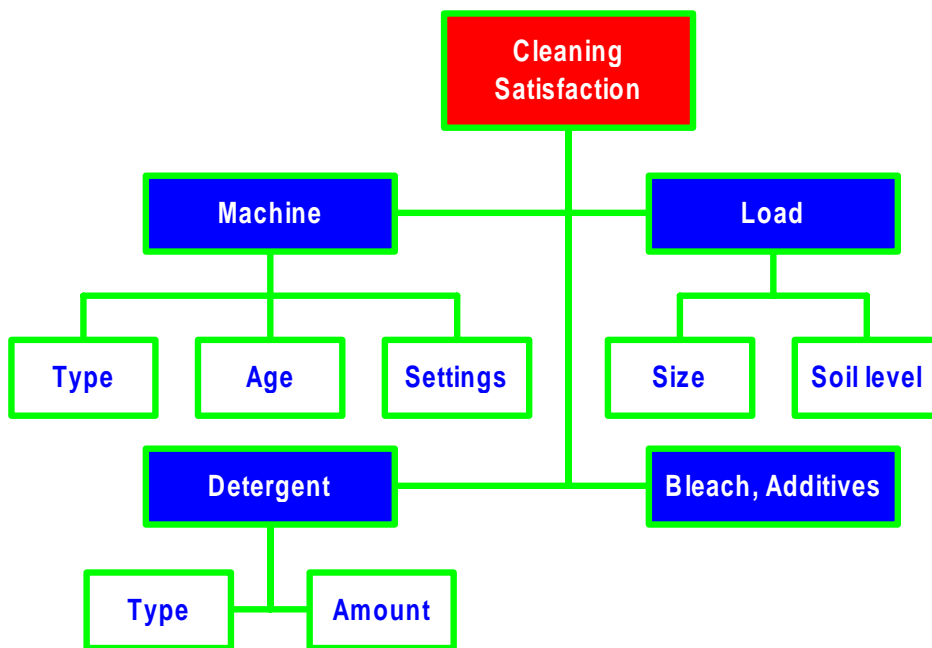 Cleaning
Satisfaction
Machine
Load
Type
Age
Settings
Size
Soil level
Detergent
Bleach, Additives
Type
Amount